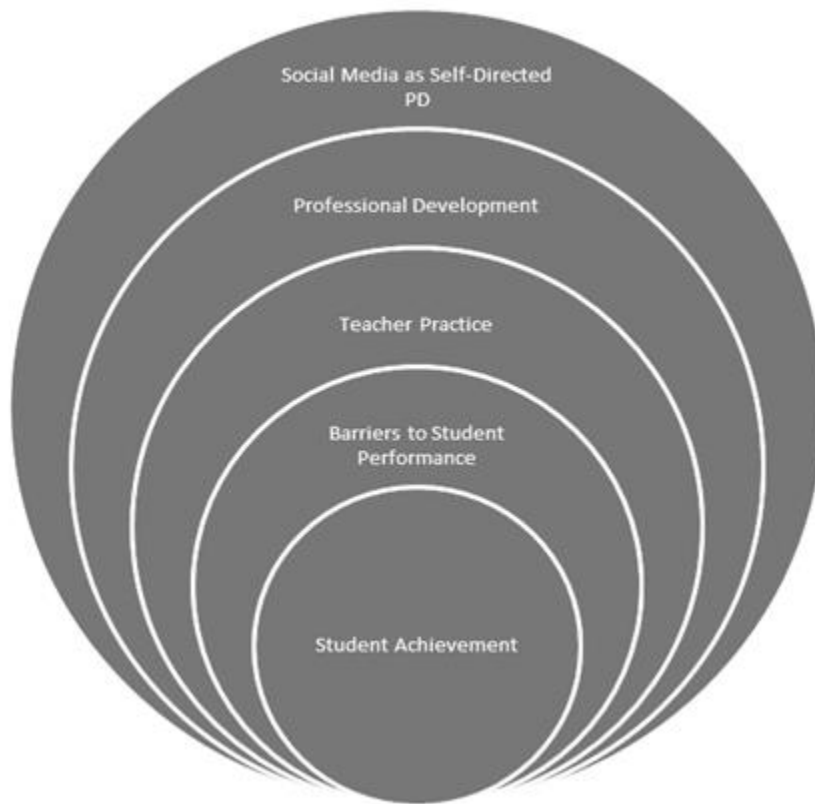 Social Media as Self-Directed
PD
Professional Development
Teacher Practice
Barriers to Student
Performance
Student Achievement